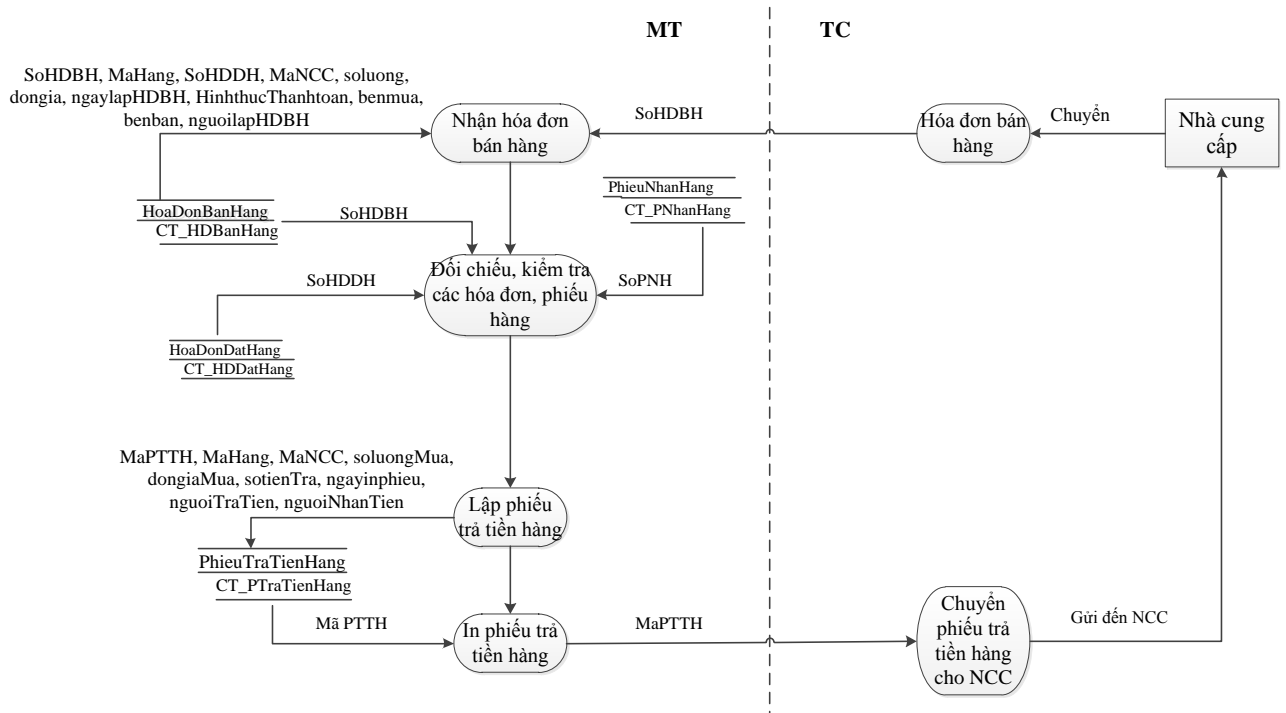 MT
TC
SoHDBH, MaHang, SoHDDH, MaNCC, soluong,
dongia, ngaylapHDBH, HinhthucThanhtoan, benmua,
benban, nguoilapHDBH
Nhận hóa đơn
bán hàng
SoHDBH
Hóa đơn bán
hàng
Chuyển
Nhà cung
cấp
HoaDonBanHang
CT_HDBanHang
SoHDBH
PhieuNhanHang
CT_PNhanHang
Đối chiếu, kiểm tra
các hóa đơn, phiếu
hàng
SoHDDH
SoPNH
HoaDonDatHang
CT_HDDatHang
MaPTTH, MaHang, MaNCC, soluongMua,
dongiaMua, sotienTra, ngayinphieu,
nguoiTraTien, nguoiNhanTien
Lập phiếu
trả tiền hàng
PhieuTraTienHang
CT_PTraTienHang
Mã PTTH
In phiếu trả
tiền hàng
MaPTTH
Chuyển
phiếu trả
tiền hàng
cho NCC
Gửi đến NCC